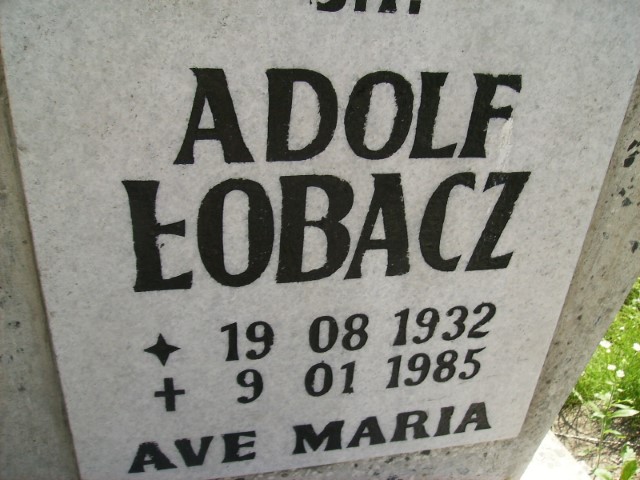 ADOLF
ŁOBACZ
✦ 19 08 1932
✝ 9 01 1985
AVE MARIA